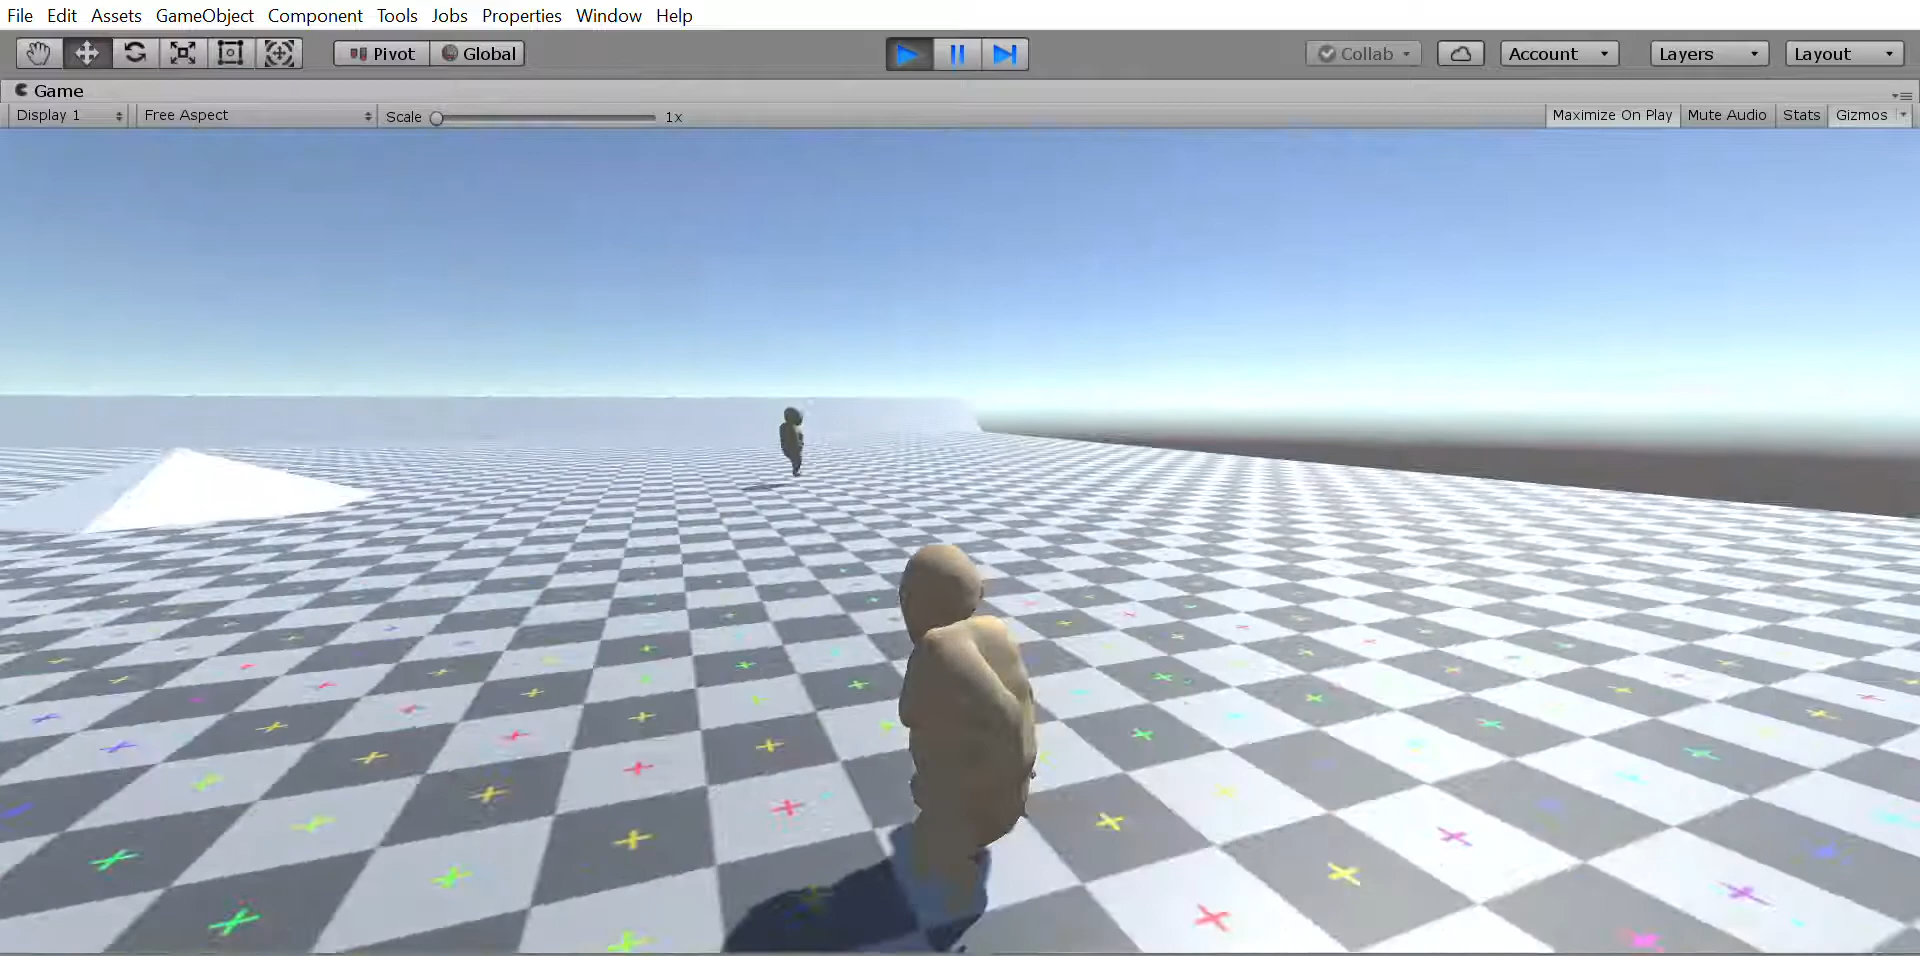 File Edit Assets GameObject Component Tools Jobs Properties Window Help
Pivot Global Collab Account Layers Layout
Game
Display 1 Free Aspect Scale 1x Maximize On Play Mute Audio Stats Gizmos